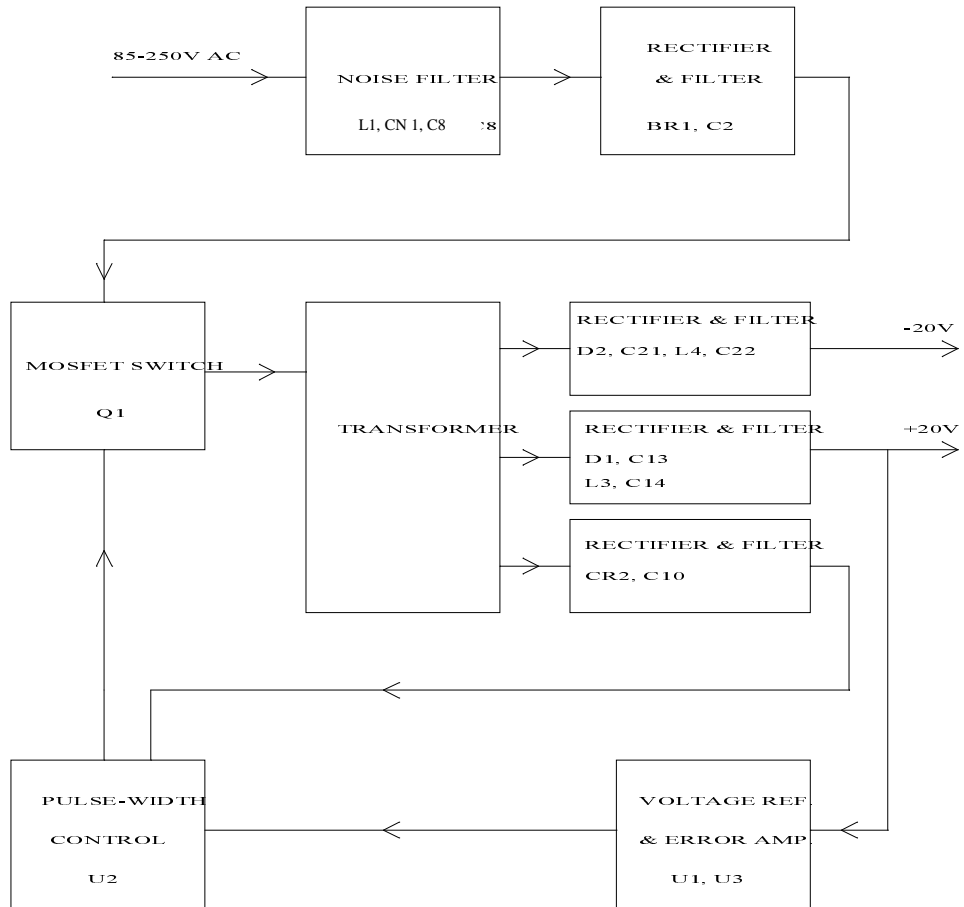 85-250V AC
NOISE FILTER
L1, CN 1, C8
RECTIFIER
& FILTER
BR1, C2
MOSFET SWITCH
Q1
TRANSFORMER
RECTIFIER & FILTER
D2, C21, L4, C22
-20V
RECTIFIER & FILTER
D1, C13
L3, C14
+20V
RECTIFIER & FILTER
CR2, C10
PULSE-WIDTH
CONTROL
U2
VOLTAGE REF.
& ERROR AMP.
U1, U3